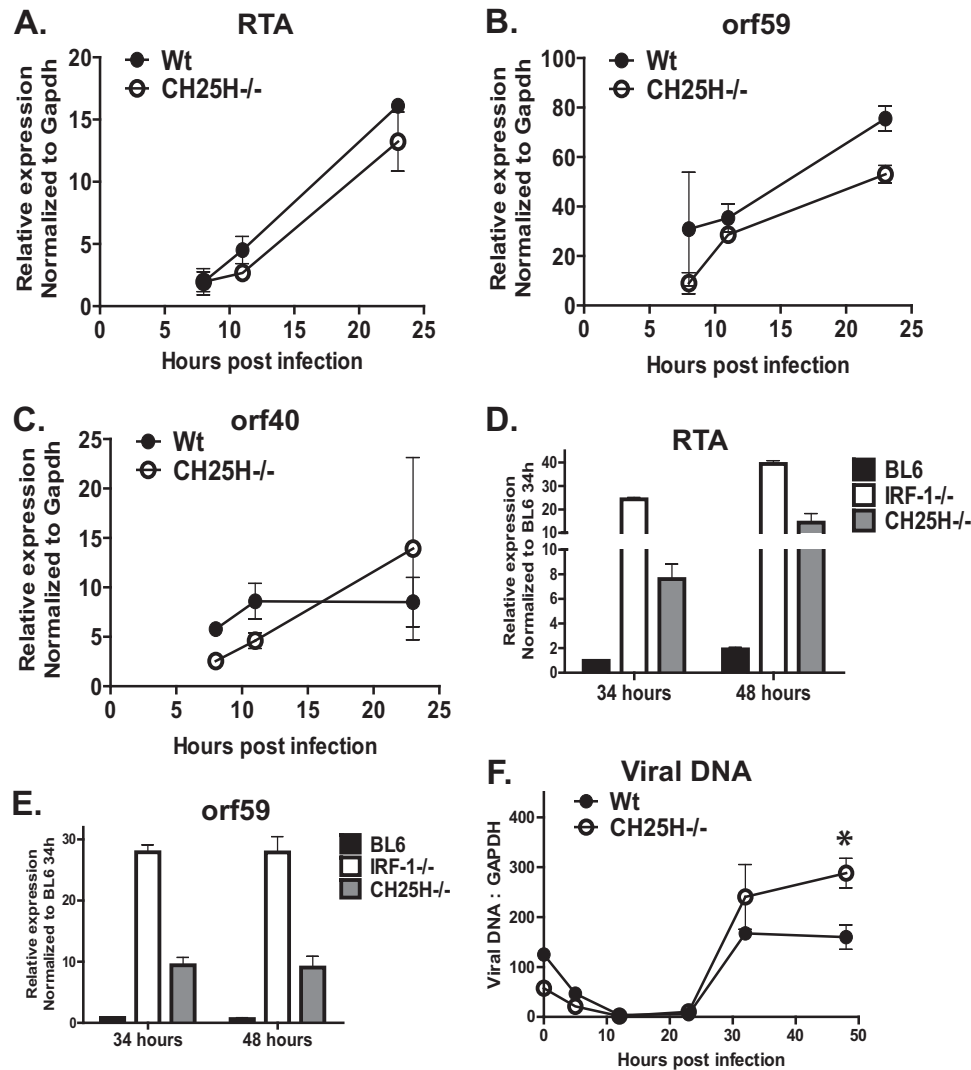 A.
RTA
Relative expression
Normalized to Gapdh
20
15
10
5
0
Wt
CH25H-/-
0 5 10 15 20 25
Hours post infection
B.
orf59
Relative expression
Normalized to Gapdh
100
80
60
40
20
0
Wt
CH25H-/-
0 5 10 15 20 25
Hours post infection
C.
orf40
Relative expression
Normalized to Gapdh
25
20
15
10
5
0
Wt
CH25H-/-
0 5 10 15 20 25
Hours post infection
D.
RTA
Relative expression
Normalized to BL6 34h
40
30
20
10
10
8
6
4
2
0
BL6
IRF-1-/-
CH25H-/-
34 hours 48 hours
E.
orf59
Relative expression
Normalized to BL6 34h
30
20
10
0
BL6
IRF-1-/-
CH25H-/-
34 hours 48 hours
F.
Viral DNA
Viral DNA : GAPDH
400
300
200
100
0
Wt
CH25H-/-
*
0 10 20 30 40 50
Hours post infection